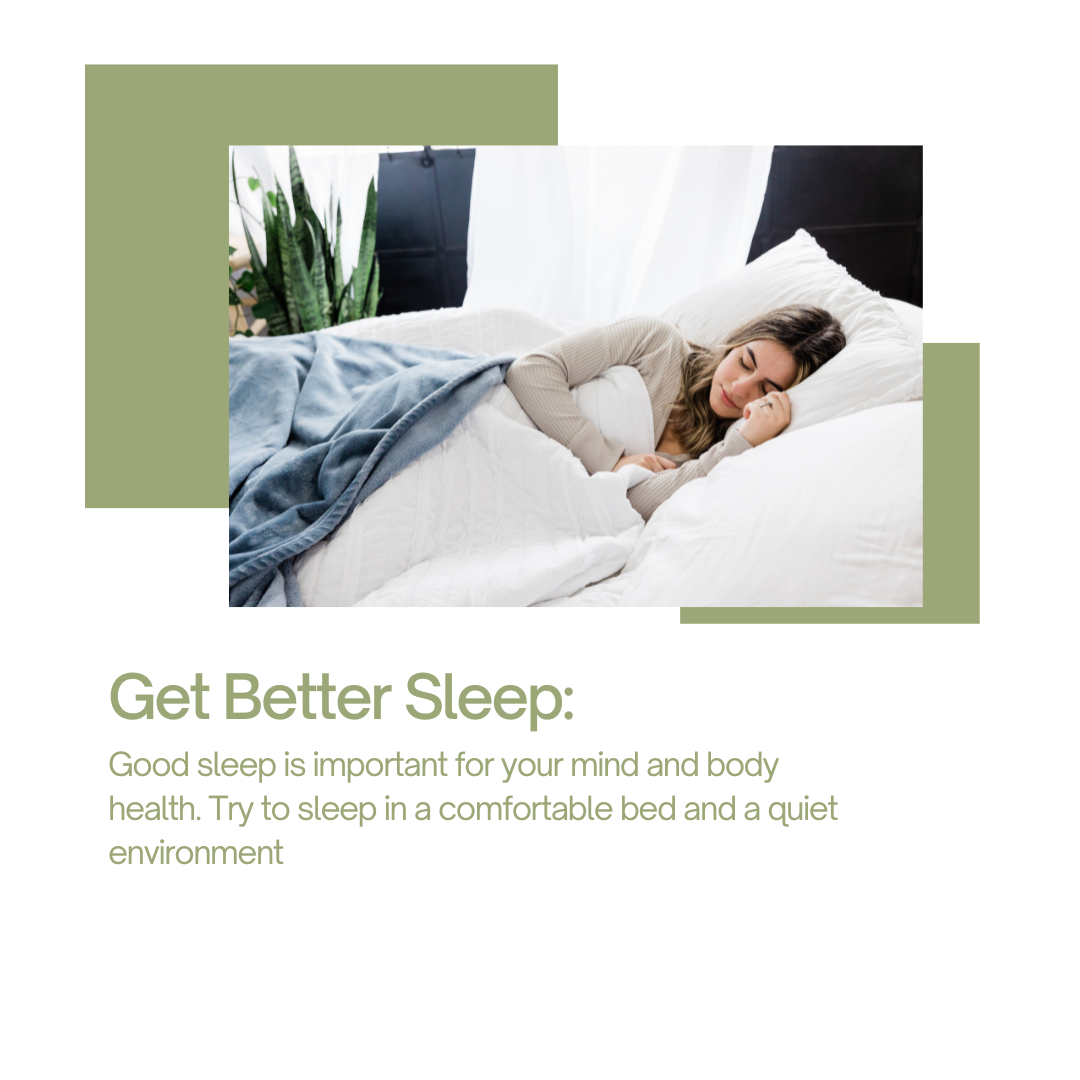 Get Better Sleep:
Good sleep is important for your mind and body
health. Try to sleep in a comfortable bed and a quiet
environment